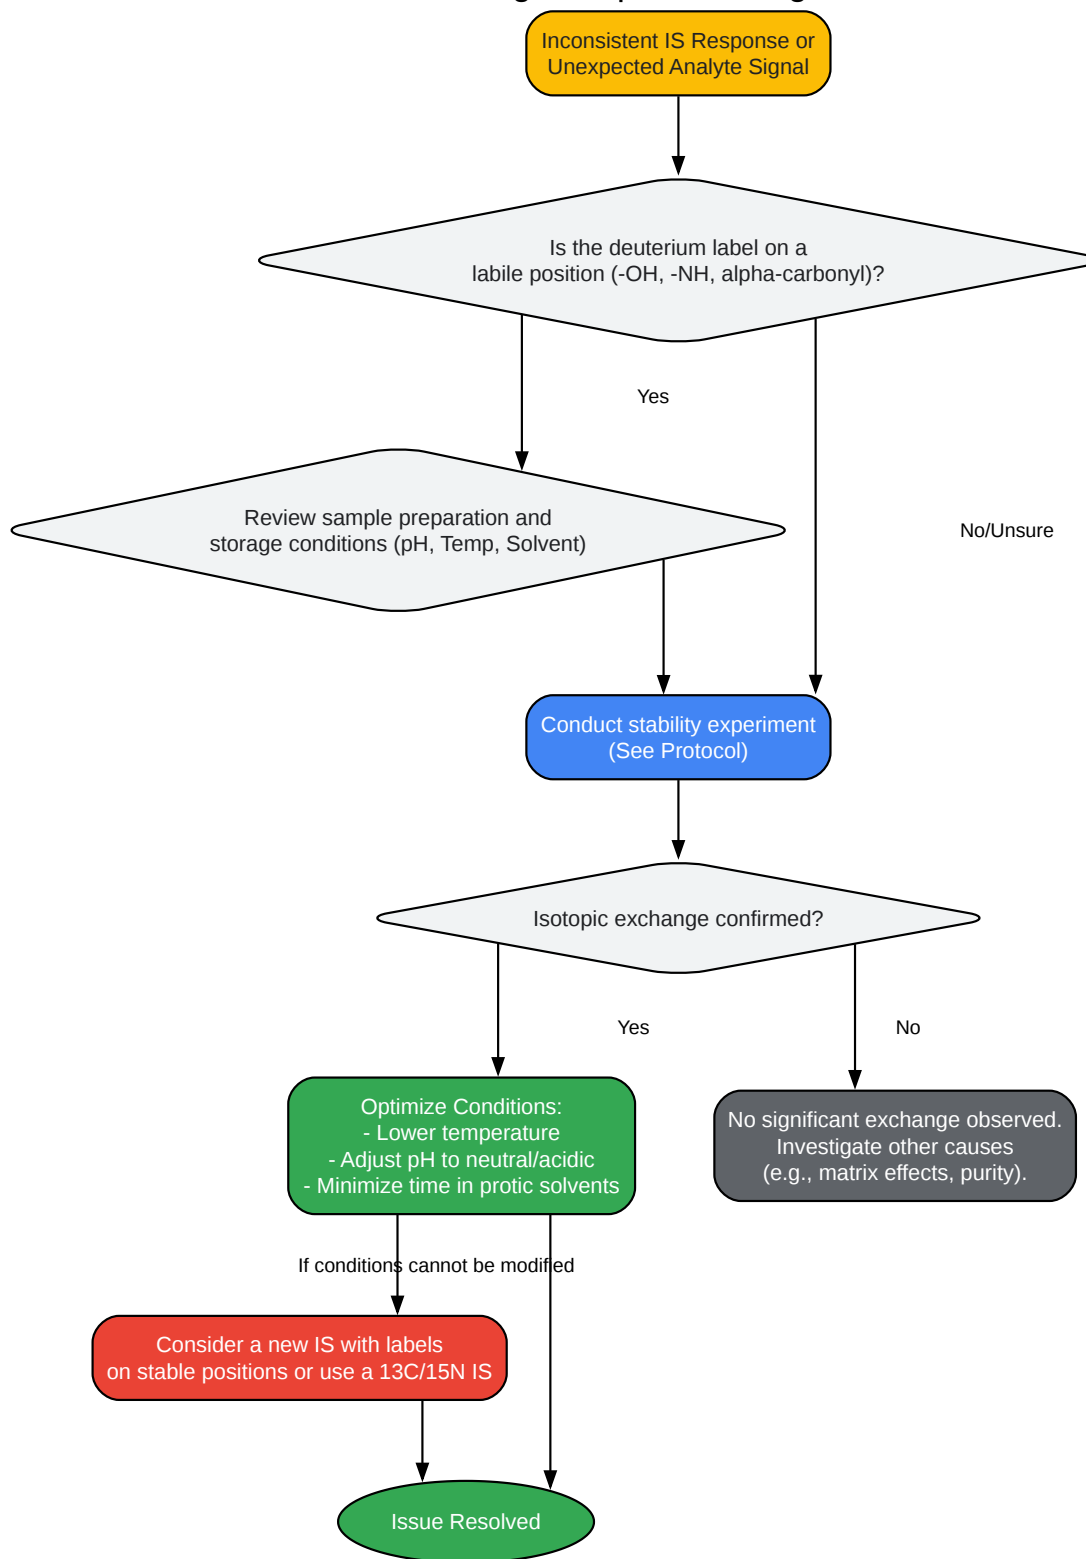 Inconsistent IS Response or
Unexpected Analyte Signal
Is the deuterium label on a
labile position (-OH, -NH, alpha-carbonyl)?
Yes
Review sample preparation and
storage conditions (pH, Temp, Solvent)
No/Unsure
Conduct stability experiment
(See Protocol)
Isotopic exchange confirmed?
Yes
No
Optimize Conditions:
- Lower temperature
- Adjust pH to neutral/acidic
- Minimize time in protic solvents
No significant exchange observed.
Investigate other causes
(e.g., matrix effects, purity).
If conditions cannot be modified
Consider a new IS with labels
on stable positions or use a 13C/15N IS
Issue Resolved